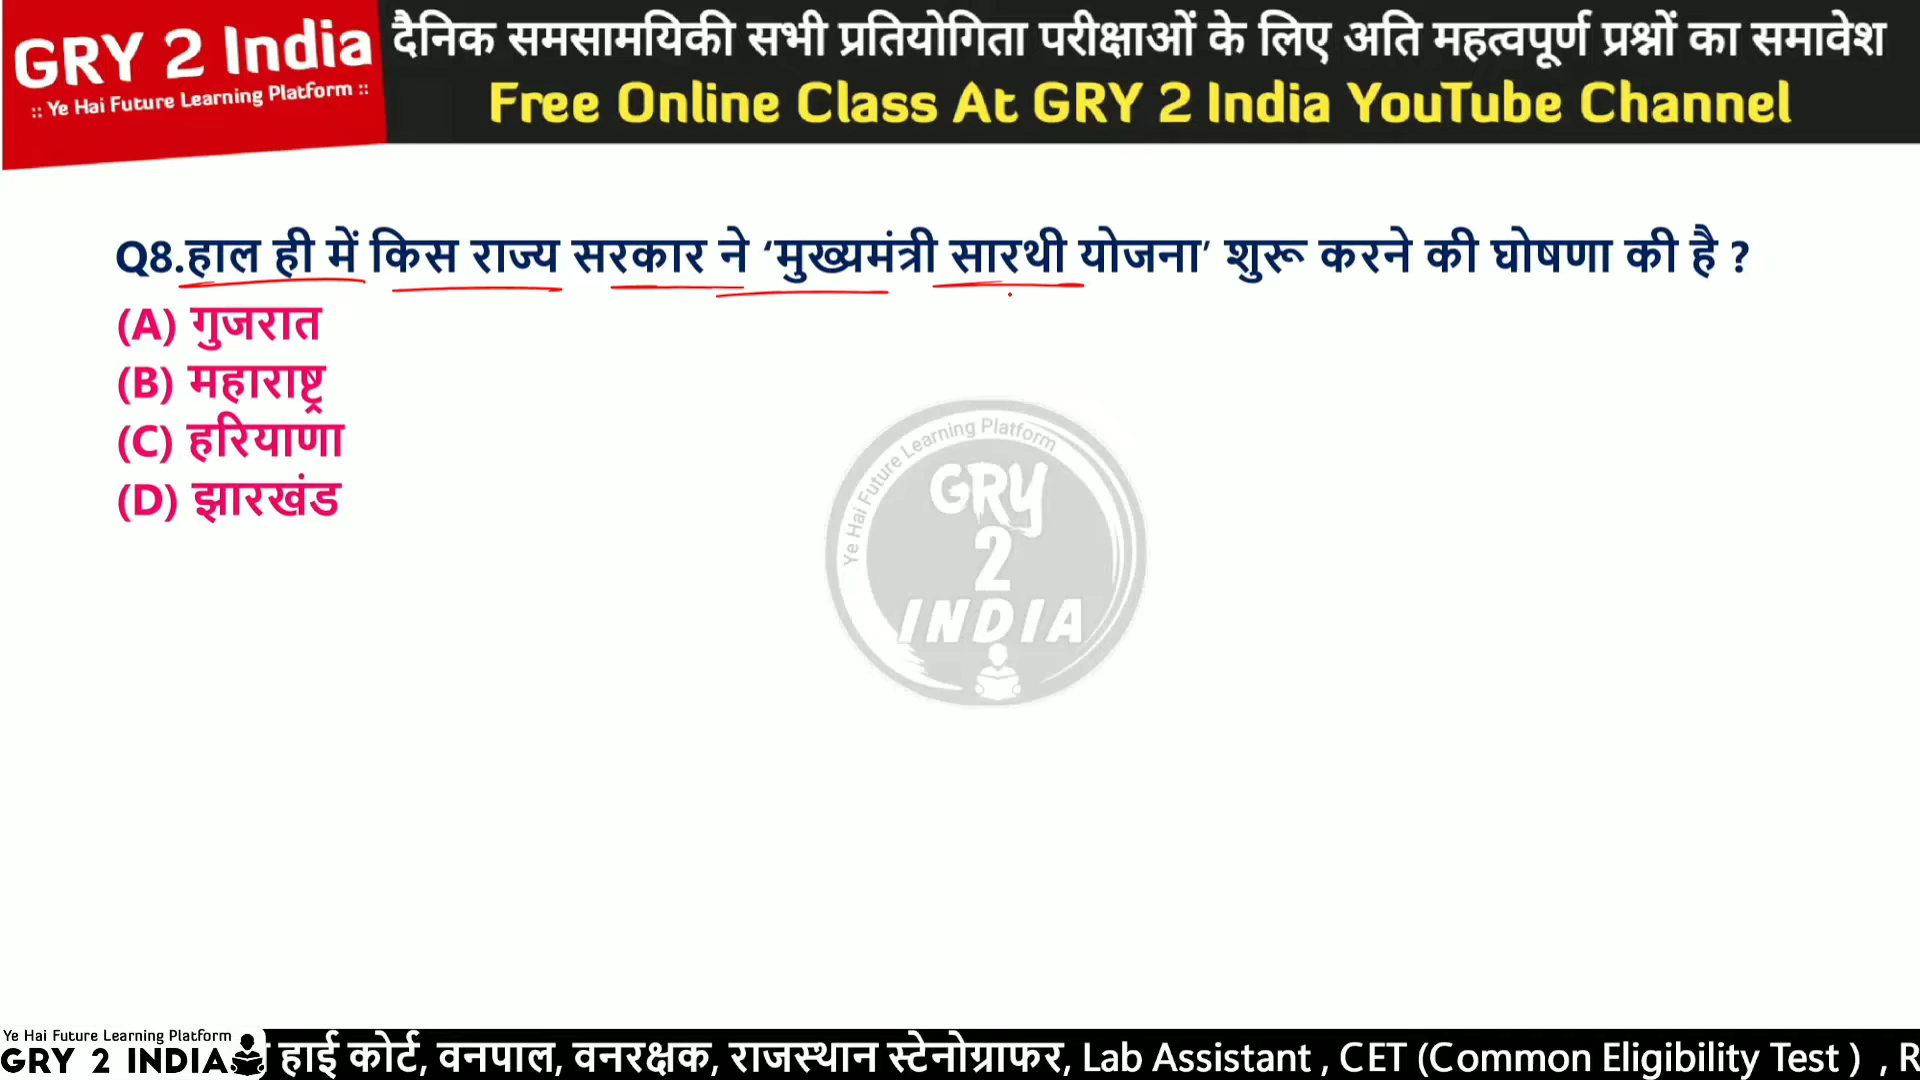 GRY 2 India
:: Ye Hai Future Learning Platform ::
दैनिक समसामयिकी सभी प्रतियोगिता परीक्षाओं के लिए अति महत्वपूर्ण प्रश्नों का समावेश
Free Online Class At GRY 2 India YouTube Channel
Q8.हाल ही में किस राज्य सरकार ने ‘मुख्यमंत्री सारथी योजना’ शुरू करने की घोषणा की है ?
(A) गुजरात
(B) महाराष्ट्र
(C) हरियाणा
(D) झारखंड
Ye Hai Future Learning Platform
GRY
2
INDIA
Ye Hai Future Learning Platform
GRY 2 INDIA
हाई कोर्ट, वनपाल, वनरक्षक, राजस्थान स्टेनोग्राफर, Lab Assistant , CET (Common Eligibility Test ) , R